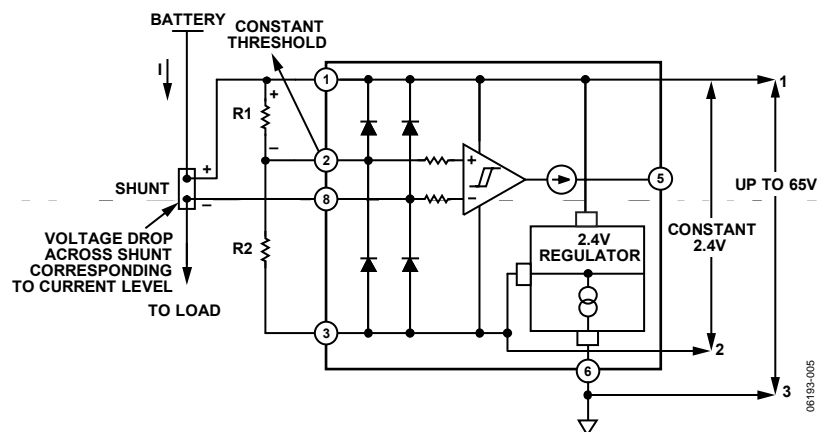 BATTERY
CONSTANT
THRESHOLD
I
1
1
+
R1
−
2
+
+
5
UP TO 65V
SHUNT
−
8
−
CONSTANT
2.4V
2.4V
REGULATOR
VOLTAGE DROP
ACROSS SHUNT
CORRESPONDING
TO CURRENT LEVEL
R2
TO LOAD
3
2
6
3
06193-005